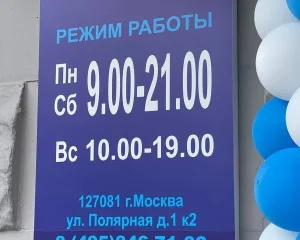 РЕЖИМ РАБОТЫ
Пн
Сб 9.00-21.00
Вс 10.00-19.00
127081 г.Москва
ул. Полярная д.1 к2